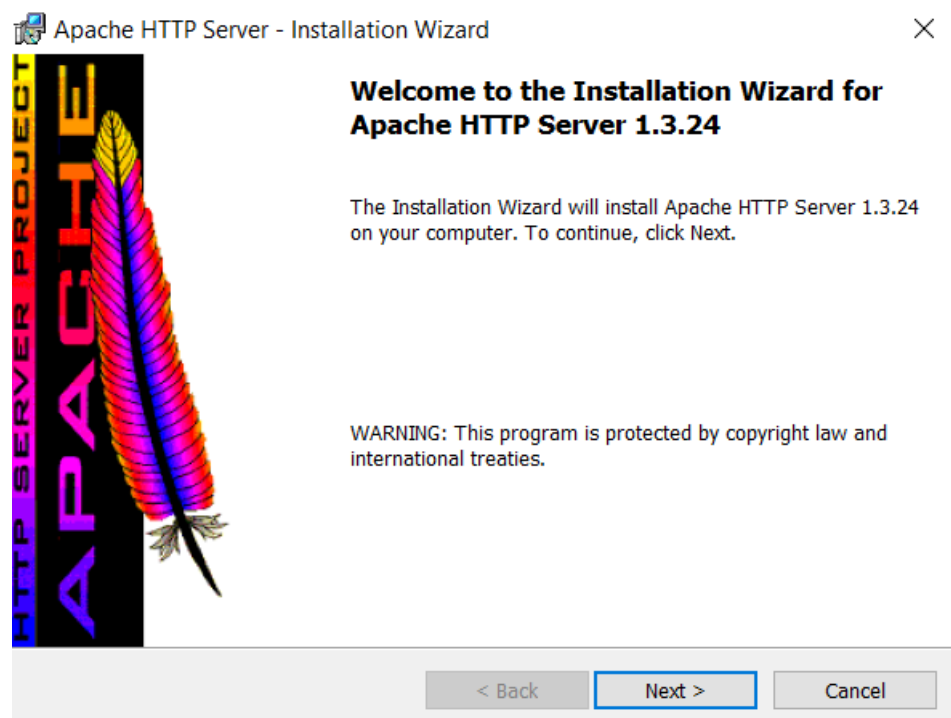 Apache HTTP Server - Installation Wizard
HTTP SERVER PROJECT
APACHE
Welcome to the Installation Wizard for
Apache HTTP Server 1.3.24
The Installation Wizard will install Apache HTTP Server 1.3.24
on your computer. To continue, click Next.
WARNING: This program is protected by copyright law and
international treaties.
< Back
Next >
Cancel